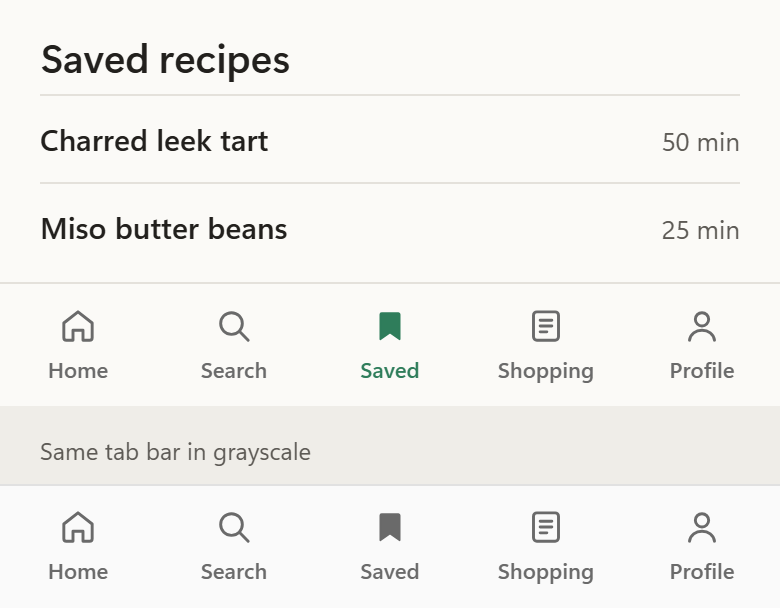 Saved recipes
Charred leek tart 50 min
Miso butter beans 25 min
Home Search Saved Shopping Profile
Same tab bar in grayscale
Home Search Saved Shopping Profile